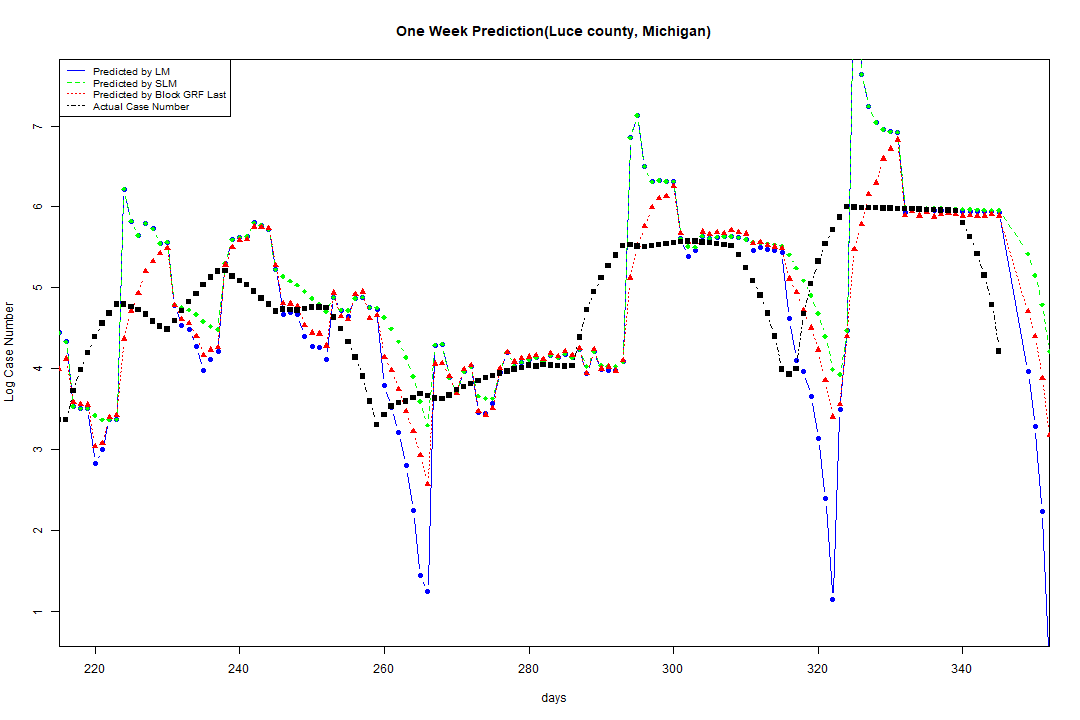 One Week Prediction(Luce county, Michigan)
Predicted by LM
Predicted by SLM
Predicted by Block GRF Last
Actual Case Number
7
6
5
4
3
2
1
Log Case Number
220 240 260 280 300 320 340
days